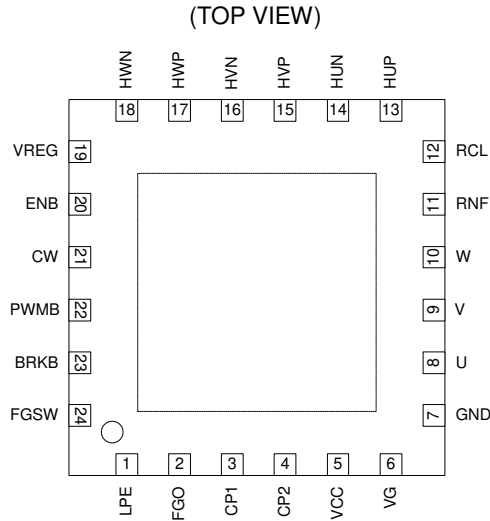 (TOP VIEW)
HWN HWP HVN HVP HUN HUP
18 17 16 15 14 13
VREG 19 12 RCL
ENB 20 11 RNF
CW 21 10 W
PWMB 22 9 V
BRKB 23 8 U
FGSW 24 7 GND
1 2 3 4 5 6
LPE FGO CP1 CP2 VCC VG